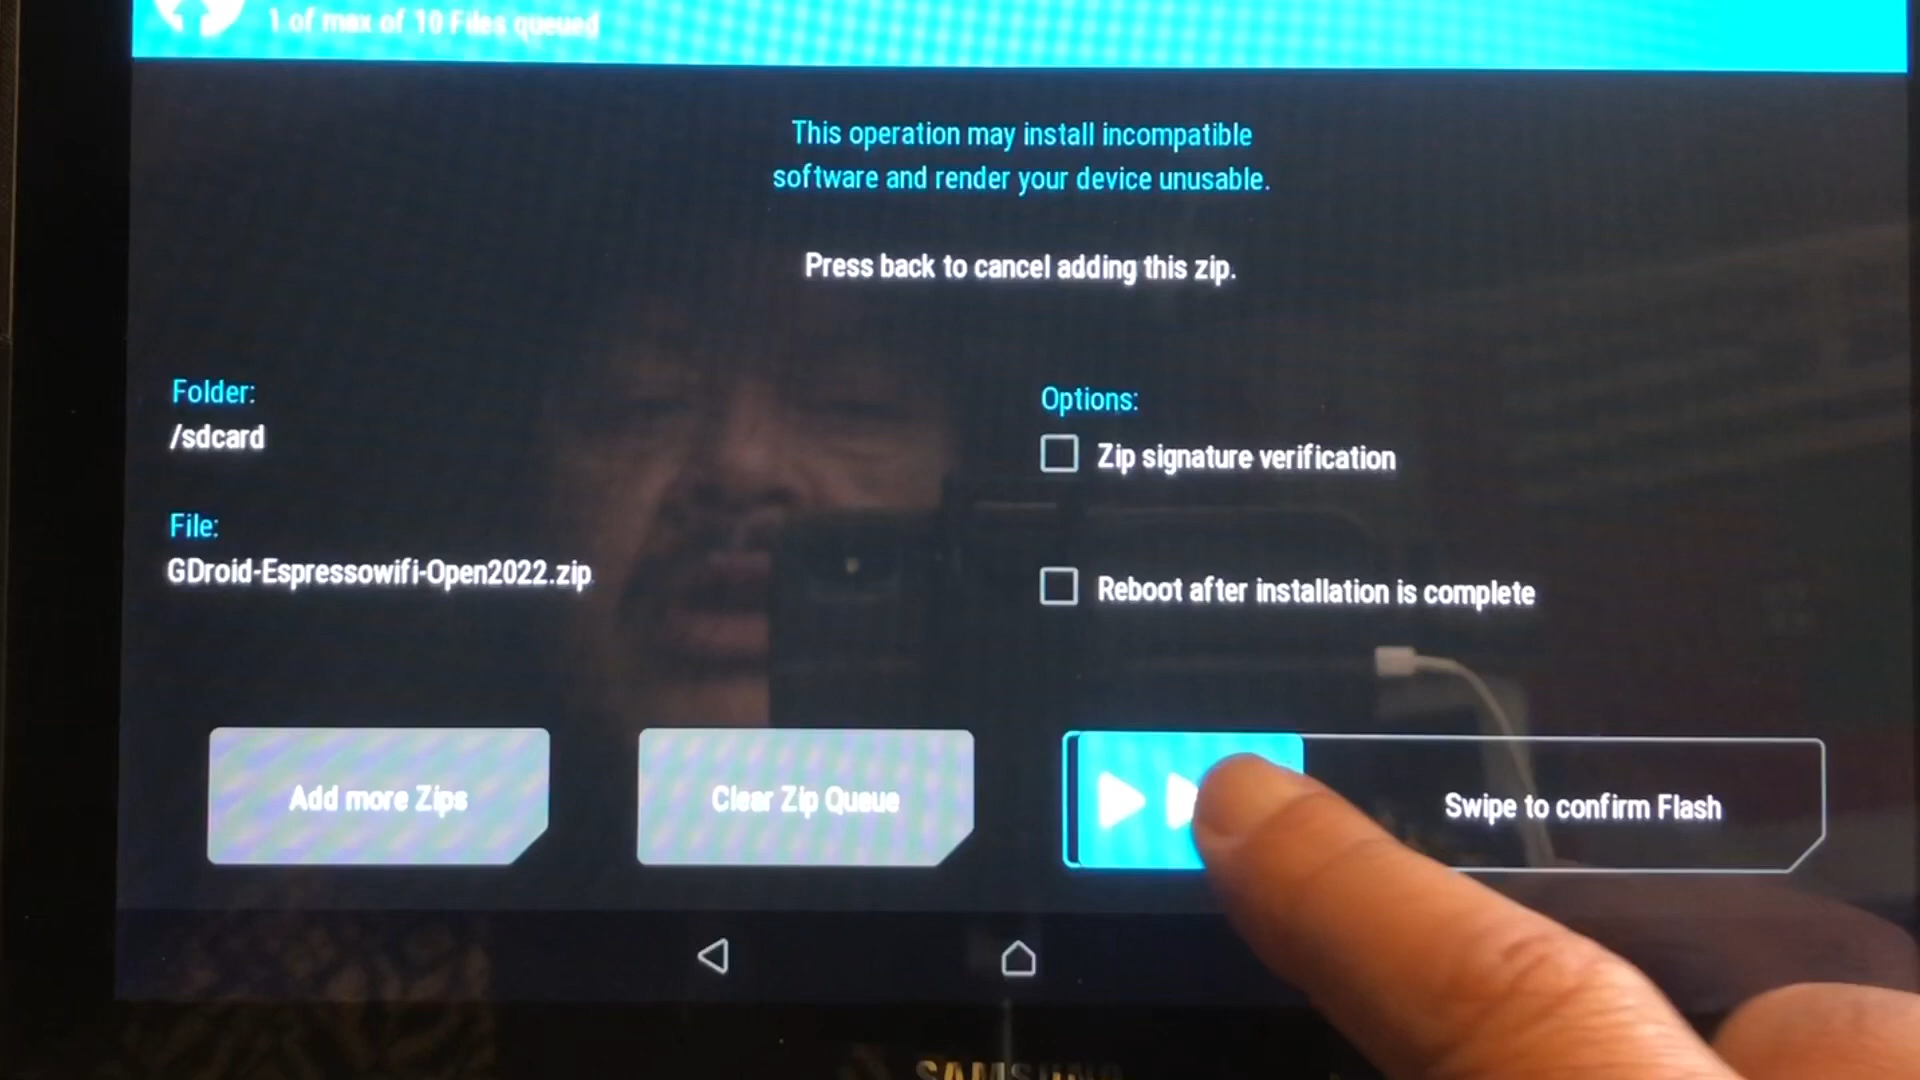 1 of max of 10 Files queued
This operation may install incompatible
software and render your device unusable.
Press back to cancel adding this zip.
Folder:
/sdcard
File:
GDroid-Espressowifi-Open2022.zip
Options:
Zip signature verification
Reboot after installation is complete
Add more Zips
Clear Zip Queue
Swipe to confirm Flash
SAMSUNG